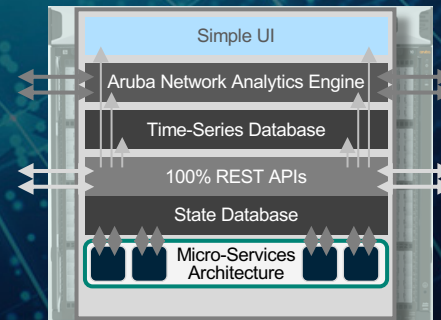 Simple UI
Aruba Network Analytics Engine
Time-Series Database
100% REST APIs
State Database
Micro-Services
Architecture